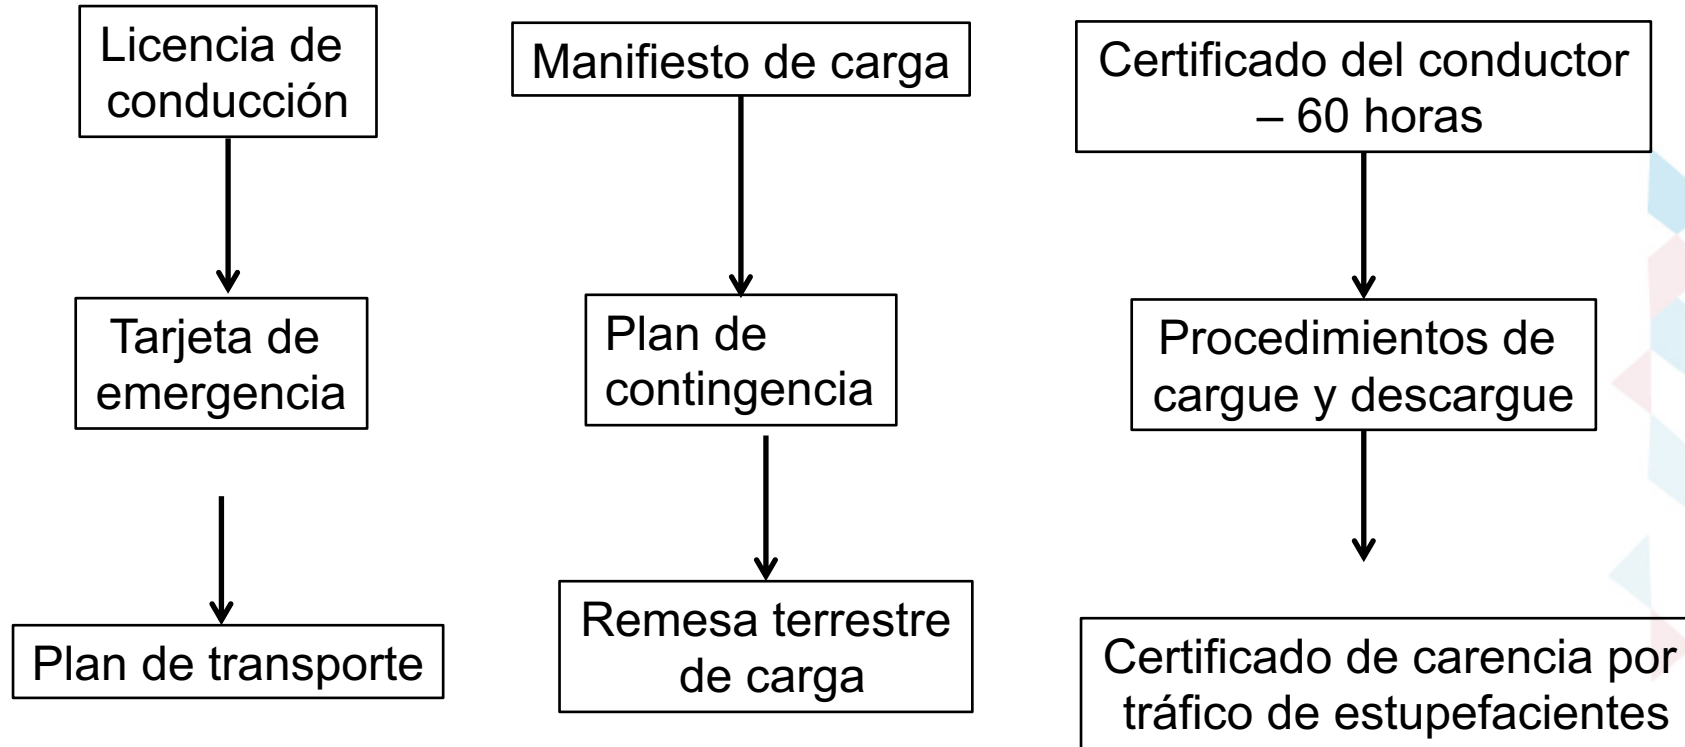 Licencia de
conducción
Manifiesto de carga
Certificado del conductor
– 60 horas
Tarjeta de
emergencia
Plan de
contingencia
Procedimientos de
cargue y descargue
Plan de transporte
Remesa terrestre
de carga
Certificado de carencia por
tráfico de estupefacientes